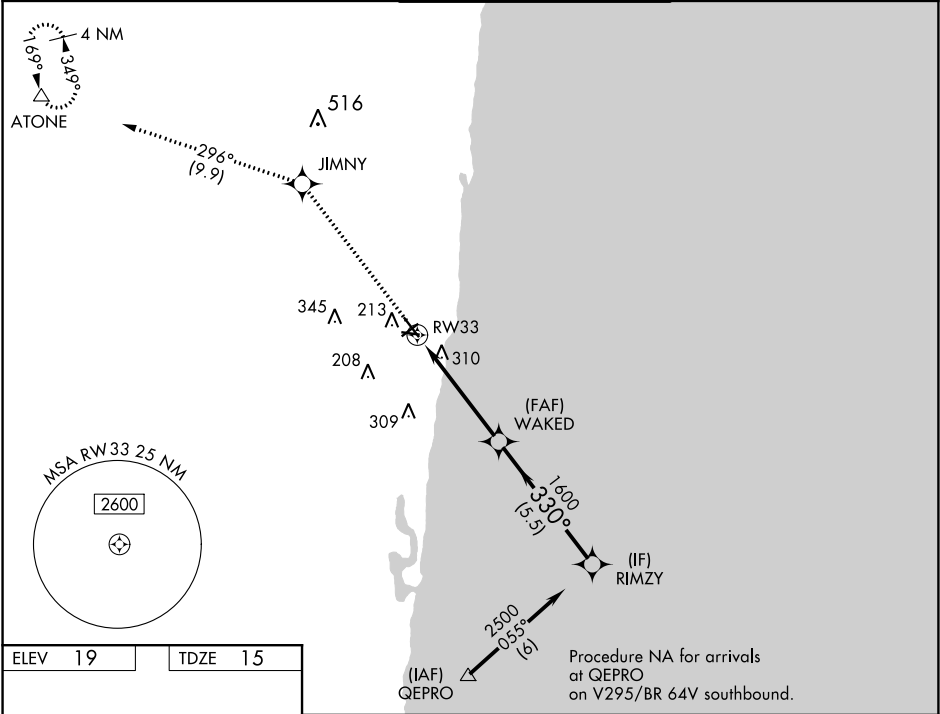 4 NM
169°
349°
ATONE
516
296°
(9.9)
JIMNY
345
213
RW33
310
208
309
(FAF)
WAKED
MSA RW33 25 NM
2600
1600
330°
(5.5)
(IF)
RIMZY
2500
055°
(6)
(IAF)
QEPRO
Procedure NA for arrivals
at QEPRO
on V295/BR 64V southbound.
ELEV 19
TDZE 15